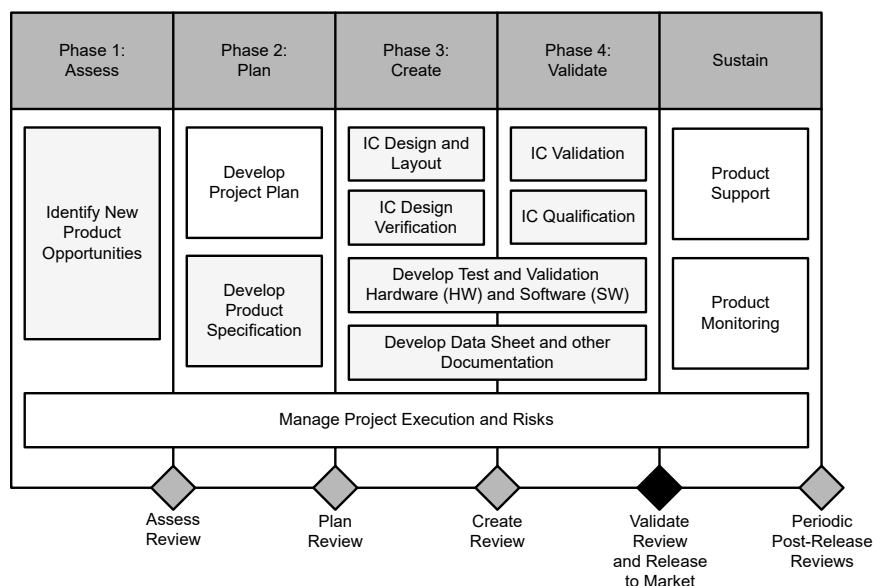 Phase 1:
Assess
Phase 2:
Plan
Phase 3:
Create
Phase 4:
Validate
Sustain
Identify New
Product
Opportunities
Develop
Project Plan
Develop
Product
Specification
IC Design and
Layout
IC Design
Verification
IC Validation
IC Qualification
Develop Test and Validation
Hardware (HW) and Software (SW)
Develop Data Sheet and other
Documentation
Product
Support
Product
Monitoring
Manage Project Execution and Risks
Assess
Review
Plan
Review
Create
Review
Validate
Review
and Release
to Market
Periodic
Post-Release
Reviews